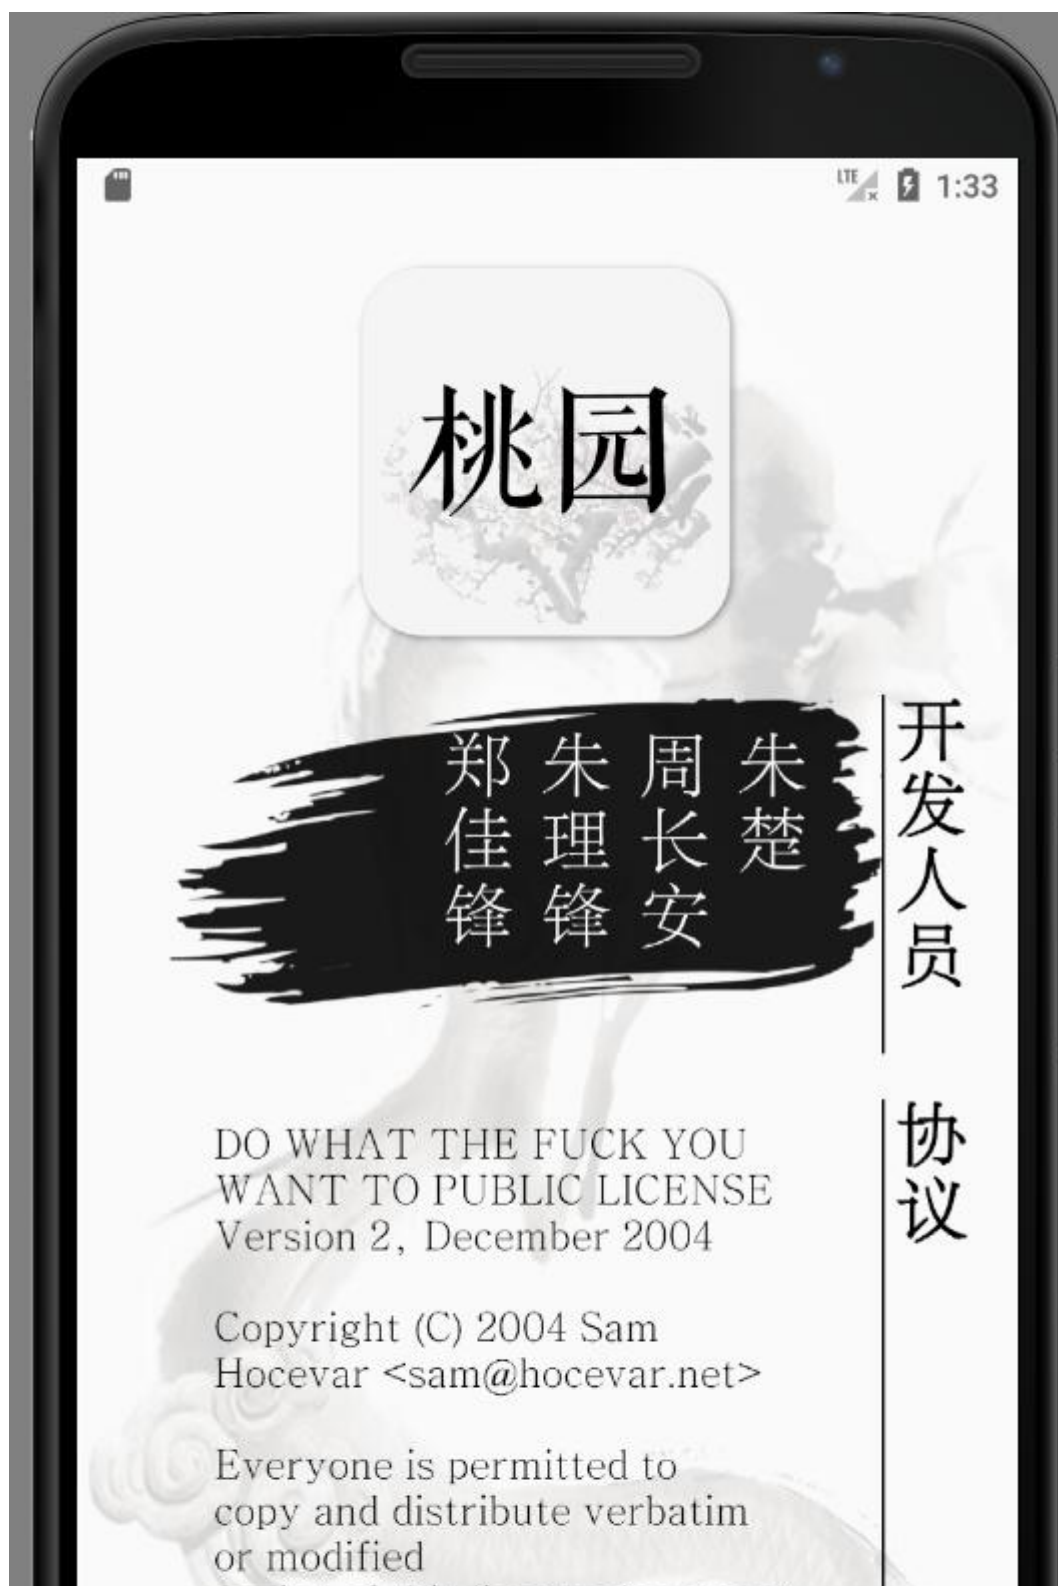 LTE 1:33
桃园
开发人员
朱楚
周长安
朱理锋
郑佳锋
协议
DO WHAT THE FUCK YOU
WANT TO PUBLIC LICENSE
Version 2, December 2004
Copyright (C) 2004 Sam
Hocevar <sam@hocevar.net>
Everyone is permitted to
copy and distribute verbatim
or modified